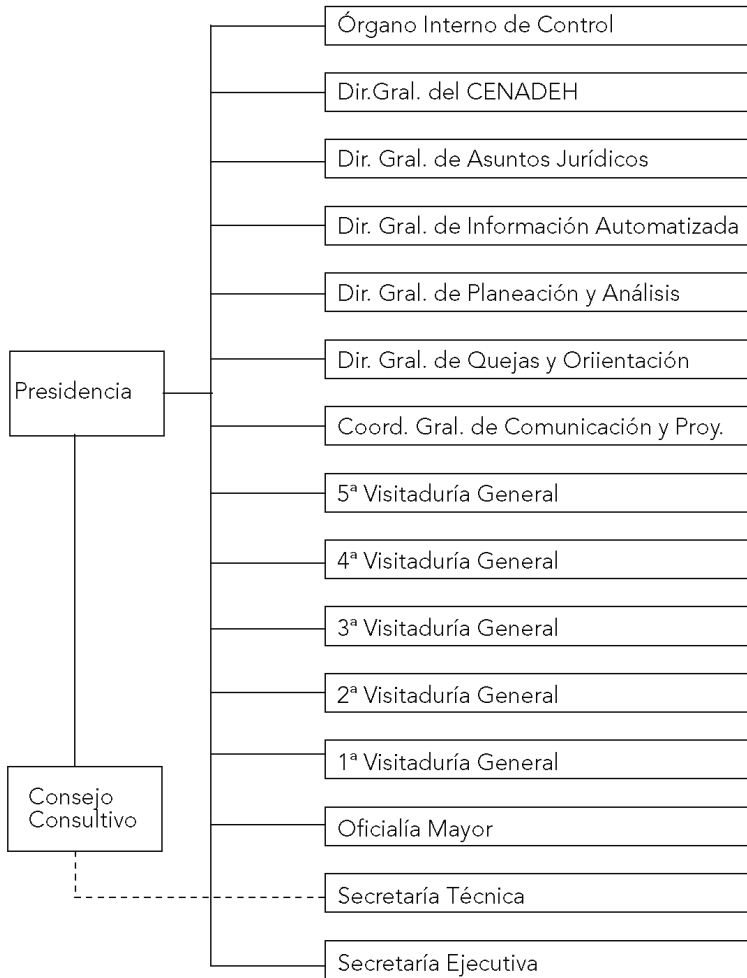 Órgano Interno de Control
Dir.Gral. del CENADEH
Dir. Gral. de Asuntos Jurídicos
Dir. Gral. de Información Automatizada
Dir. Gral. de Planeación y Análisis
Dir. Gral. de Quejas y Oriientación
Presidencia
Coord. Gral. de Comunicación y Proy.
5ª Visitaduría General
4ª Visitaduría General
3ª Visitaduría General
2ª Visitaduría General
1ª Visitaduría General
Consejo
Consultivo
Oficialía Mayor
Secretaría Técnica
Secretaría Ejecutiva